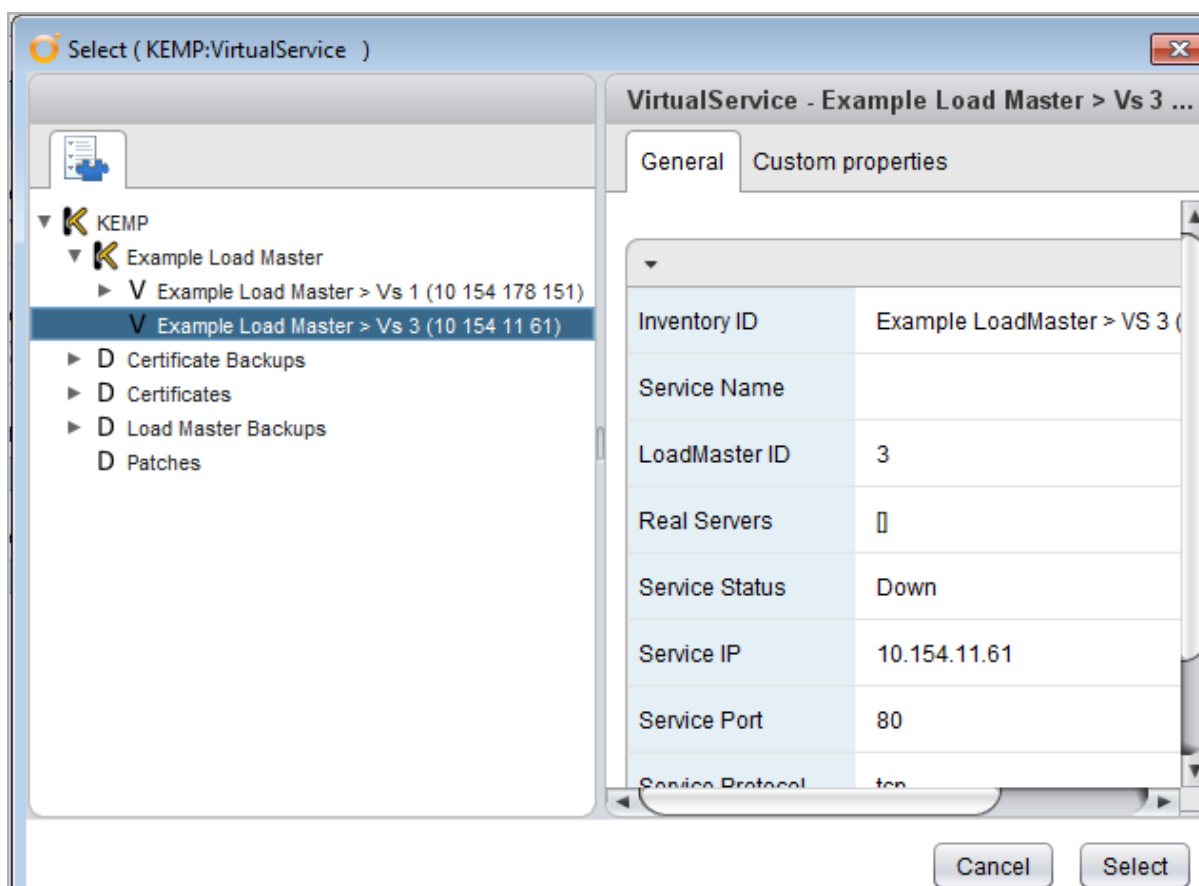 Select ( KEMP:VirtualService )
VirtualService - Example Load Master > Vs 3 ...
General
Custom properties
KEMP
Example Load Master
V Example Load Master > Vs 1 (10 154 178 151)
V Example Load Master > Vs 3 (10 154 11 61)
D Certificate Backups
D Certificates
D Load Master Backups
D Patches
Inventory ID Example LoadMaster > VS 3 (
Service Name
LoadMaster ID 3
Real Servers []
Service Status Down
Service IP 10.154.11.61
Service Port 80
Service Protocol tcp
Cancel
Select